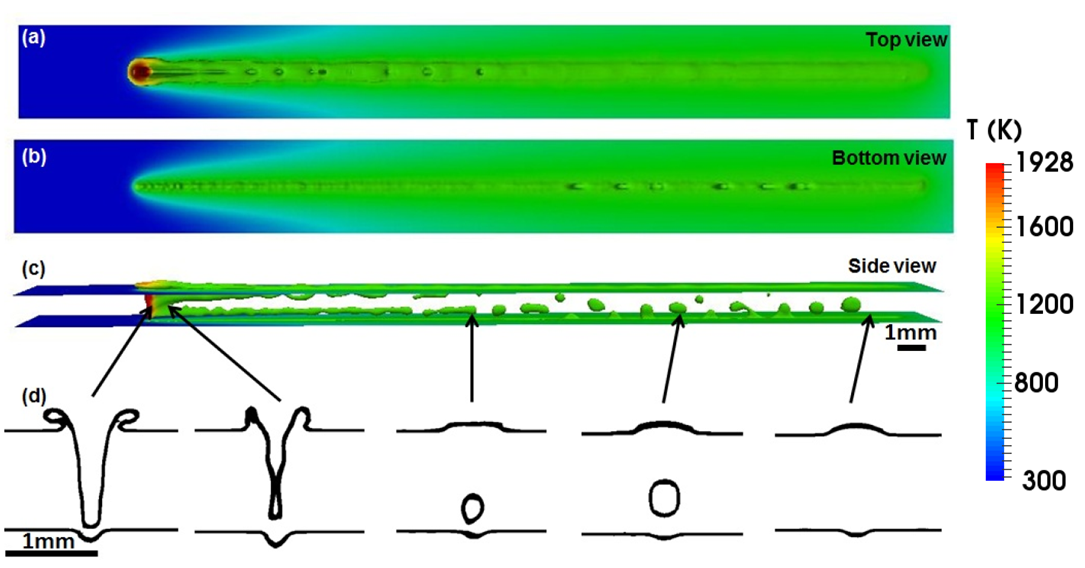 (a)
Top view
(b)
Bottom view
(c)
Side view
1mm
(d)
1mm
T (K)
1928
1600
1200
800
300